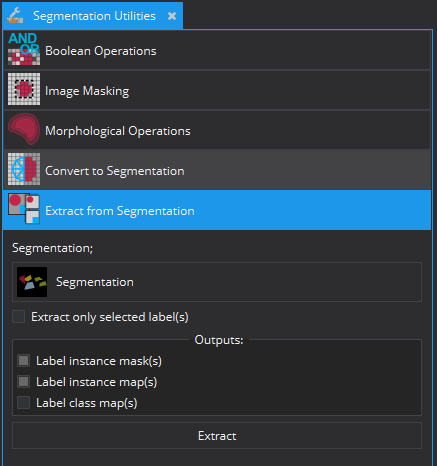 Segmentation Utilities
AND
OR
Boolean Operations
Image Masking
Morphological Operations
Convert to Segmentation
Extract from Segmentation
Segmentation;
Segmentation
Extract only selected label(s)
Outputs:
Label instance mask(s)
Label instance map(s)
Label class map(s)
Extract